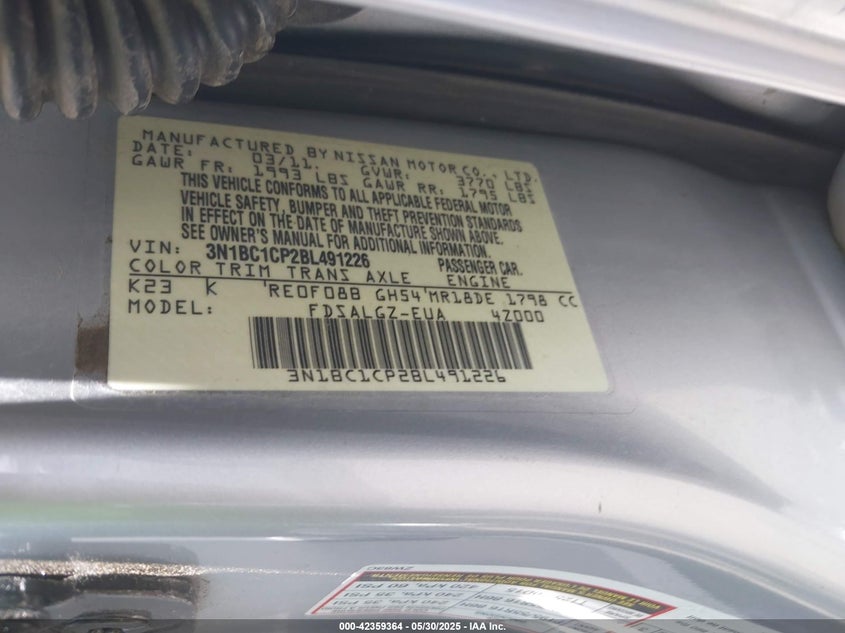 MANUFACTURED BY NISSAN MOTOR CO., LTD.
DATE: 03/11 GVWR: 3770 LBS
GAWR FR: 1993 LBS GAWR RR: 1795 LBS
THIS VEHICLE CONFORMS TO ALL APPLICABLE FEDERAL MOTOR
VEHICLE SAFETY, BUMPER AND THEFT PREVENTION STANDARDS
IN EFFECT ON THE DATE OF MANUFACTURE SHOWN ABOVE.
SEE OWNER'S MANUAL FOR ADDITIONAL INFORMATION.
VIN: 3N1BC1CP2BL491226 PASSENGER CAR.
COLOR TRIM TRANS AXLE ENGINE
K23 K 'RE0F08B GH54'MR18DE 1798 CC
MODEL: FDSALGZ-EUA 4Z000
3N1BC1CP2BL491226
ZW89C
000-42359364 - 05/30/2025 - IAA Inc.